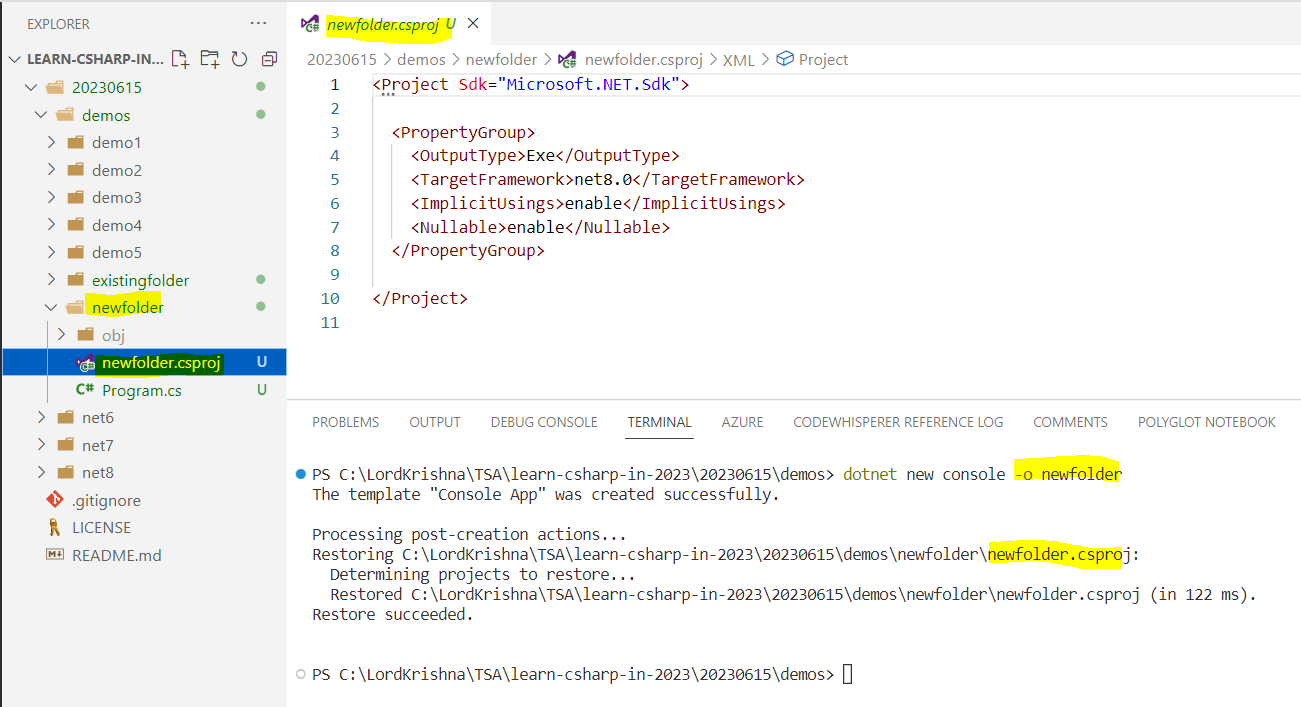 EXPLORER ...
LEARN-CSHARP-IN-...
20230615
demos
demo1
demo2
demo3
demo4
demo5
existingfolder
newfolder
obj
newfolder.csproj U
C# Program.cs U
net6
net7
net8
.gitignore
LICENSE
README.md
newfolder.csproj U
20230615 > demos > newfolder > newfolder.csproj > XML > Project
1 <Project Sdk="Microsoft.NET.Sdk">
2
3 <PropertyGroup>
4 <OutputType>Exe</OutputType>
5 <TargetFramework>net8.0</TargetFramework>
6 <ImplicitUsings>enable</ImplicitUsings>
7 <Nullable>enable</Nullable>
8 </PropertyGroup>
9
10 </Project>
11
PROBLEMS OUTPUT DEBUG CONSOLE TERMINAL AZURE CODEWHISPERER REFERENCE LOG COMMENTS POLYGLOT NOTEBOOK
PS C:\LordKrishna\TSA\learn-csharp-in-2023\20230615\demos> dotnet new console -o newfolder
The template "Console App" was created successfully.
Processing post-creation actions...
Restoring C:\LordKrishna\TSA\learn-csharp-in-2023\20230615\demos\newfolder\newfolder.csproj:
Determining projects to restore...
Restored C:\LordKrishna\TSA\learn-csharp-in-2023\20230615\demos\newfolder\newfolder.csproj (in 122 ms).
Restore succeeded.
PS C:\LordKrishna\TSA\learn-csharp-in-2023\20230615\demos>